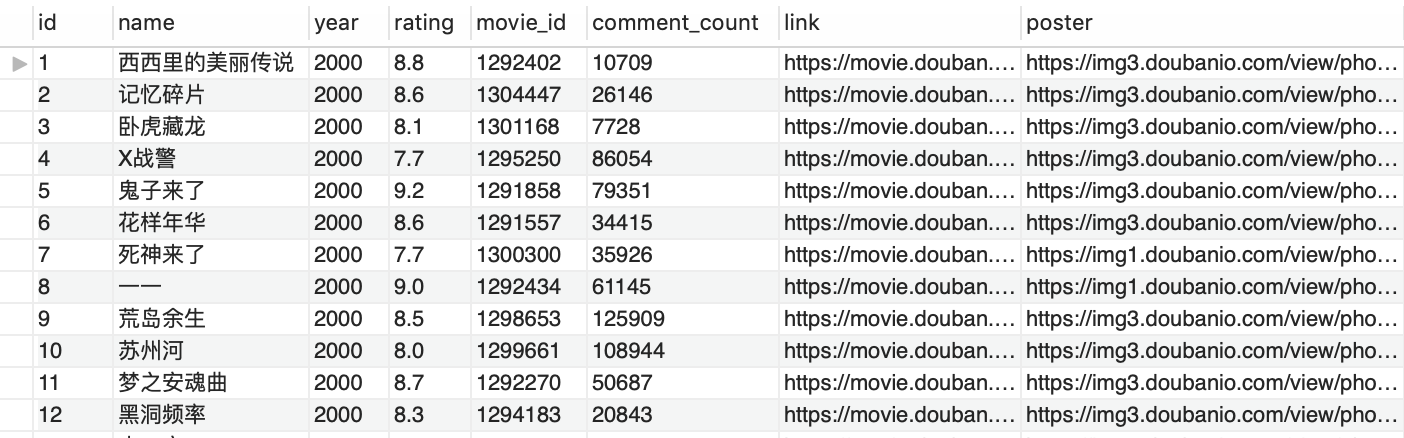 id name year rating movie_id comment_count link poster
1 西西里的美丽传说 2000 8.8 1292402 10709 https://movie.douban.... https://img3.doubanio.com/view/pho...
2 记忆碎片 2000 8.6 1304447 26146 https://movie.douban.... https://img3.doubanio.com/view/pho...
3 卧虎藏龙 2000 8.1 1301168 7728 https://movie.douban.... https://img3.doubanio.com/view/pho...
4 X战警 2000 7.7 1295250 86054 https://movie.douban.... https://img3.doubanio.com/view/pho...
5 鬼子来了 2000 9.2 1291858 79351 https://movie.douban.... https://img3.doubanio.com/view/pho...
6 花样年华 2000 8.6 1291557 34415 https://movie.douban.... https://img3.doubanio.com/view/pho...
7 死神来了 2000 7.7 1300300 35926 https://movie.douban.... https://img1.doubanio.com/view/pho...
8 一一 2000 9.0 1292434 61145 https://movie.douban.... https://img1.doubanio.com/view/pho...
9 荒岛余生 2000 8.5 1298653 125909 https://movie.douban.... https://img3.doubanio.com/view/pho...
10 苏州河 2000 8.0 1299661 108944 https://movie.douban.... https://img3.doubanio.com/view/pho...
11 梦之安魂曲 2000 8.7 1292270 50687 https://movie.douban.... https://img3.doubanio.com/view/pho...
12 黑洞频率 2000 8.3 1294183 20843 https://movie.douban.... https://img3.doubanio.com/view/pho...